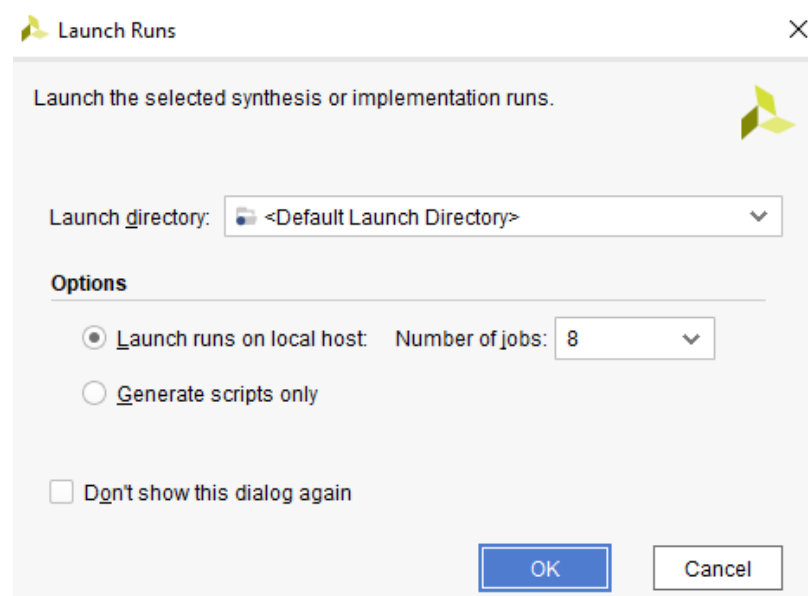 Launch Runs
Launch the selected synthesis or implementation runs.
Launch directory: <Default Launch Directory>
Options
Launch runs on local host: Number of jobs: 8
Generate scripts only
Don't show this dialog again
OK Cancel